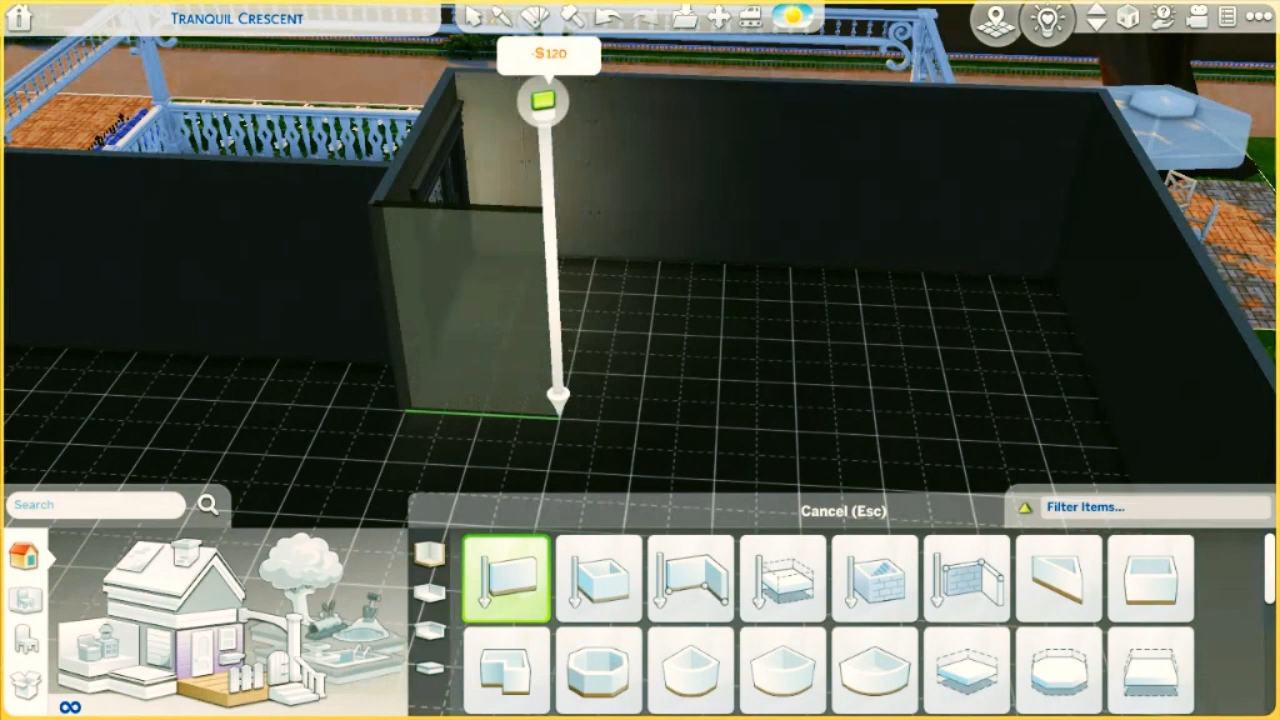 TRANQUIL CRESCENT
-§120
Search
Cancel (Esc)
Filter Items...